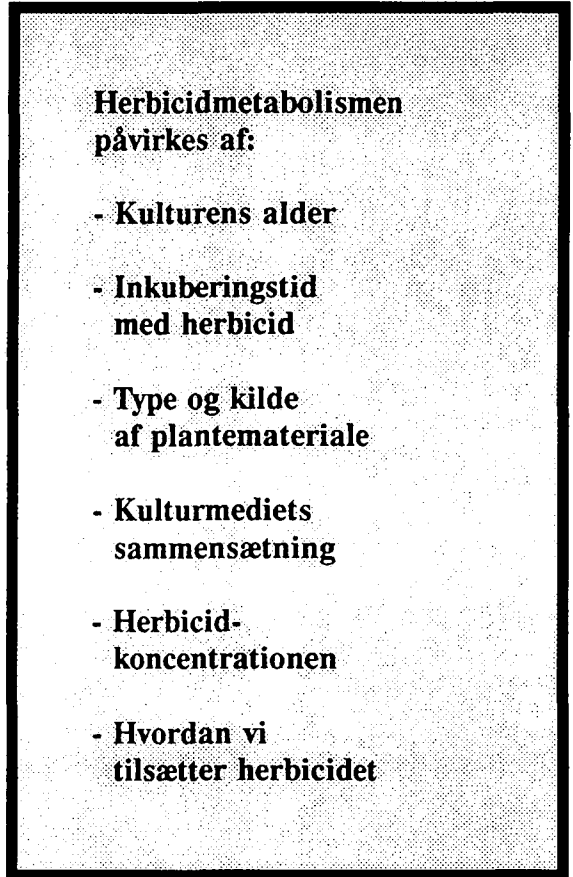 Herbicidmetabolismen
påvirkes af:
- Kulturens alder
- Inkuberingstid
med herbicid
- Type og kilde
af plantemateriale
- Kulturmediets
sammensætning
- Herbicid-
koncentrationen
- Hvordan vi
tilsætter herbicidet